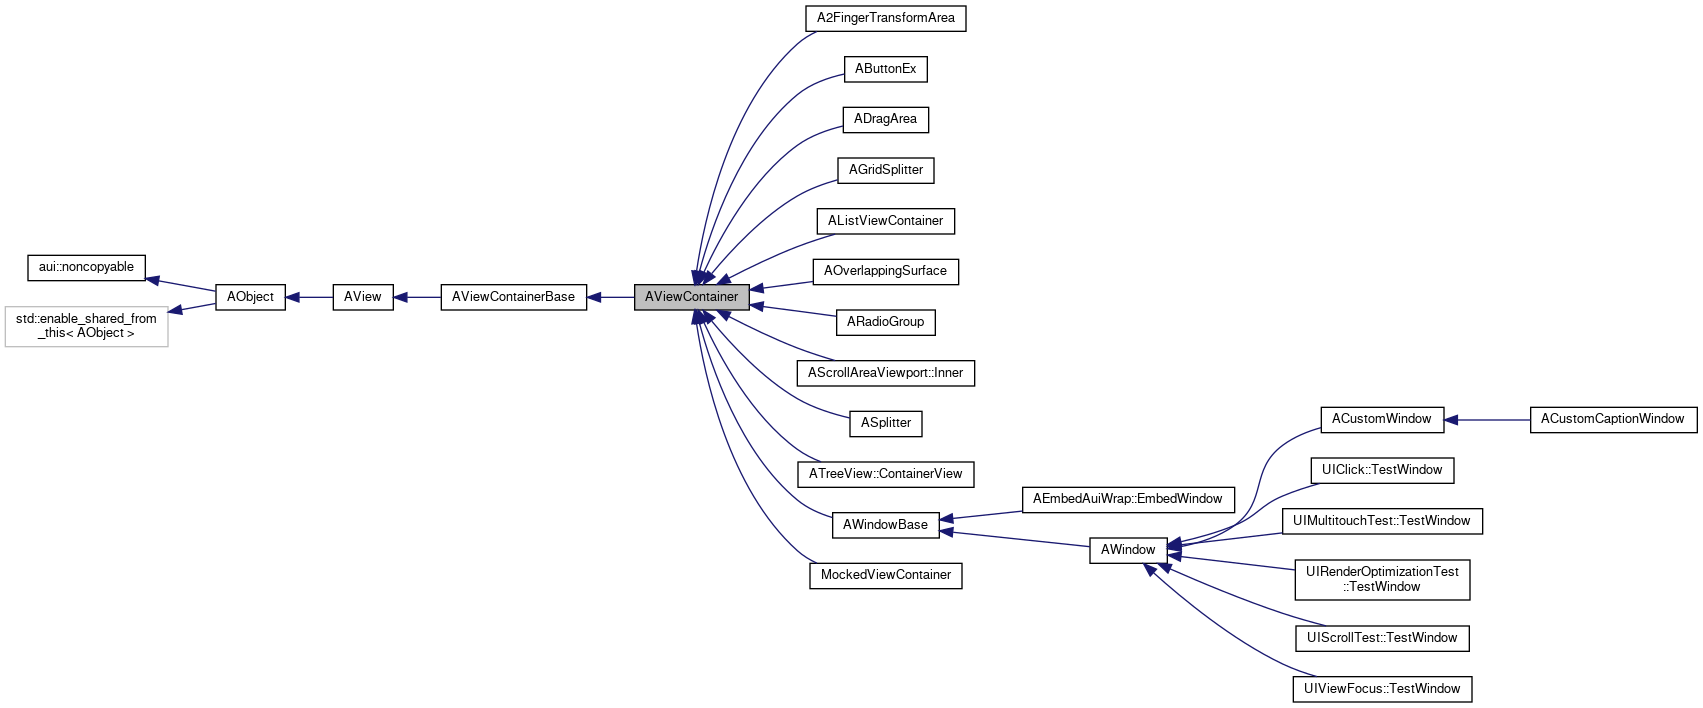 A2FingerTransformArea
AButtonEx
ADragArea
AGridSplitter
AListViewContainer
aui::noncopyable
AOverlappingSurface
AObject
AView
AViewContainerBase
AViewContainer
std::enable_shared_from
_this< AObject >
ARadioGroup
AScrollAreaViewport::Inner
ASplitter
ACustomWindow
ACustomCaptionWindow
ATreeView::ContainerView
UIClick::TestWindow
AEmbedAuiWrap::EmbedWindow
AWindowBase
UIMultitouchTest::TestWindow
AWindow
MockedViewContainer
UIRenderOptimizationTest
::TestWindow
UIScrollTest::TestWindow
UIViewFocus::TestWindow